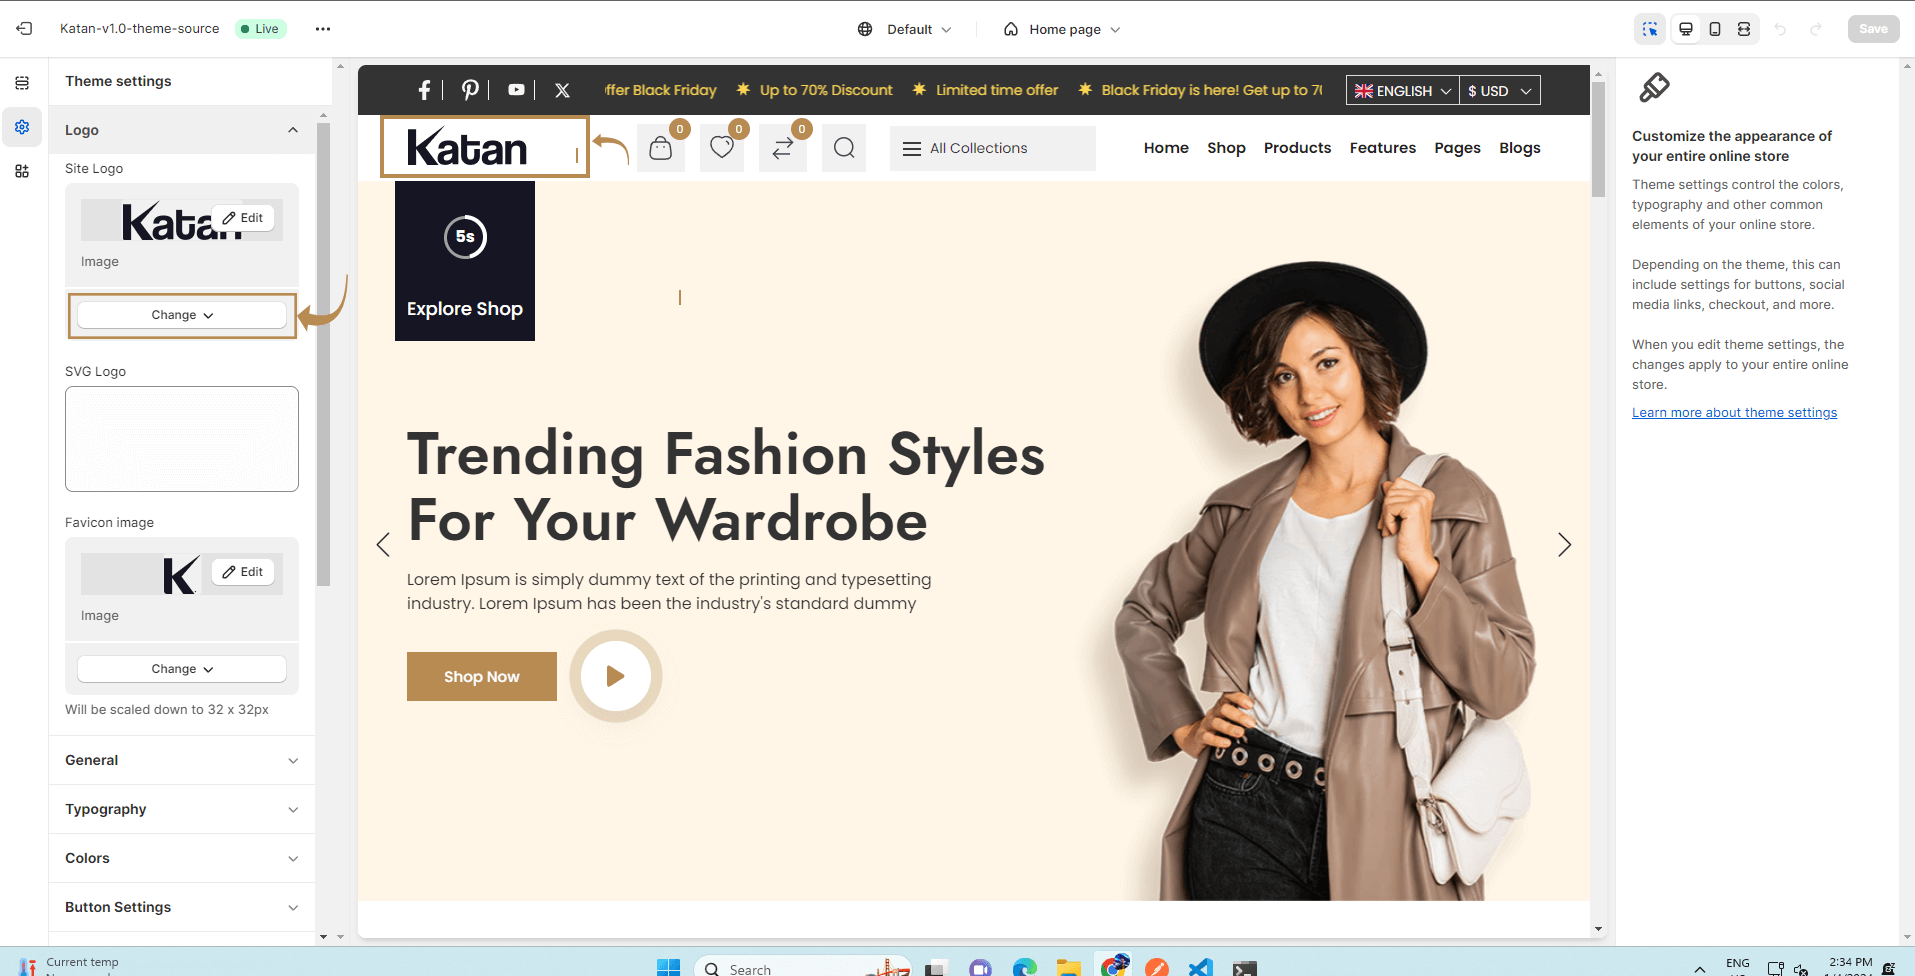 Katan-v1.0-theme-source
Live
Default
Home page
Save
Theme settings
Logo
Site Logo
Katan
Edit
Image
Change
SVG Logo
Favicon image
K
Edit
Image
Change
Will be scaled down to 32 x 32px
General
Typography
Colors
Button Settings
ffer Black Friday
Up to 70% Discount
Limited time offer
Black Friday is here! Get up to 70
ENGLISH
$ USD
Katan
0
0
0
All Collections
Home
Shop
Products
Features
Pages
Blogs
5s
Explore Shop
Trending Fashion Styles
For Your Wardrobe
Lorem Ipsum is simply dummy text of the printing and typesetting
industry. Lorem Ipsum has been the industry's standard dummy
Shop Now
Customize the appearance of
your entire online store
Theme settings control the colors,
typography and other common
elements of your online store.
Depending on the theme, this can
include settings for buttons, social
media links, checkout, and more.
When you edit theme settings, the
changes apply to your entire online
store.
Learn more about theme settings
Current temp
Search
ENG
2:34 PM